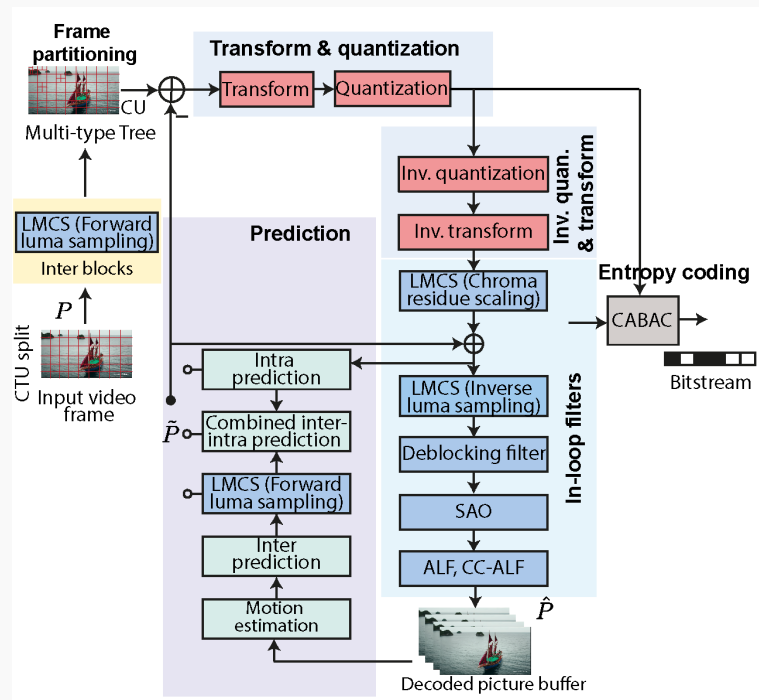 Frame
partitioning
Transform & quantization
CU
Multi-type Tree
Transform
Quantization
−
Inv. quantization
Inv. transform
Inv. quan.
& transform
LMCS (Forward
luma sampling)
Inter blocks
P
CTU split
Input video
frame
Prediction
Intra
prediction
P̃
Combined inter-
intra prediction
LMCS (Forward
luma sampling)
Inter
prediction
Motion
estimation
LMCS (Chroma
residue scaling)
LMCS (Inverse
luma sampling)
Deblocking filter
SAO
ALF, CC-ALF
In-loop filters
P̂
Decoded picture buffer
Entropy coding
CABAC
Bitstream